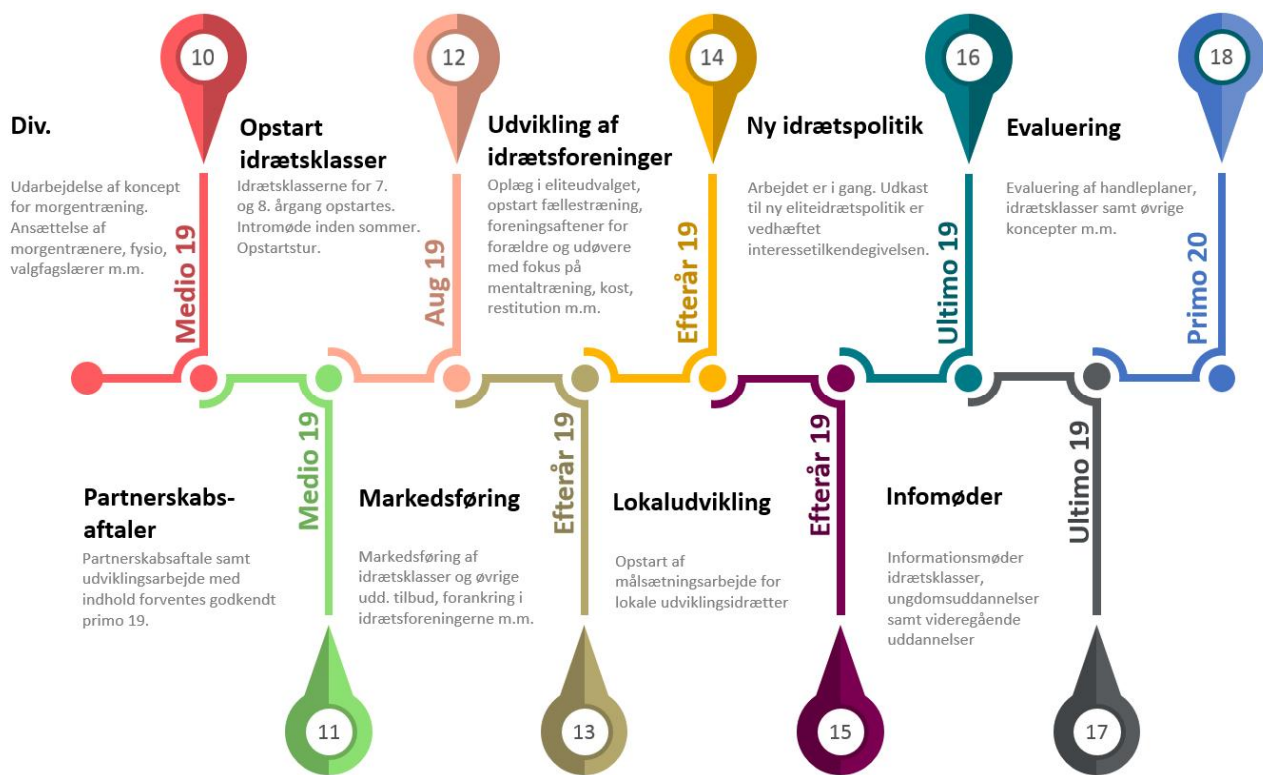 10
Div.
Udarbejdelse af koncept
for morgentræning.
Ansættelse af
morgentrænere, fysio,
valgfagslærer m.m.
Medio 19
11
Partnerskabs-
aftaler
Partnerskabsaftale samt
udviklingsarbejde med
indhold forventes godkendt
primo 19.
Medio 19
12
Opstart
idrætsklasser
Idrætsklasserne for 7.
og 8. årgang opstartes.
Intromøde inden sommer.
Opstartstur.
Aug 19
13
Markedsføring
Markedsføring af
idrætsklasser og øvrige
udd. tilbud, forankring i
idrætsforeningerne m.m.
Efterår 19
14
Udvikling af
idrætsforeninger
Oplæg i eliteudvalget,
opstart fællestræning,
foreningsaftener for
forældre og udøvere
med fokus på
mentaltræning, kost,
restitution m.m.
Efterår 19
15
Lokaludvikling
Opstart af
målsætningsarbejde for
lokale udviklingsidrætter
Efterår 19
16
Ny idrætspolitik
Arbejdet er i gang. Udkast
til ny eliteidrætspolitik er
vedhæftet
interessetilkendegivelsen.
Ultimo 19
17
Infomøder
Informationsmøder
idrætsklasser,
ungdomsuddannelser
samt videregående
uddannelser
Ultimo 19
18
Evaluering
Evaluering af handleplaner,
idrætsklasser samt øvrige
koncepter m.m.
Primo 20